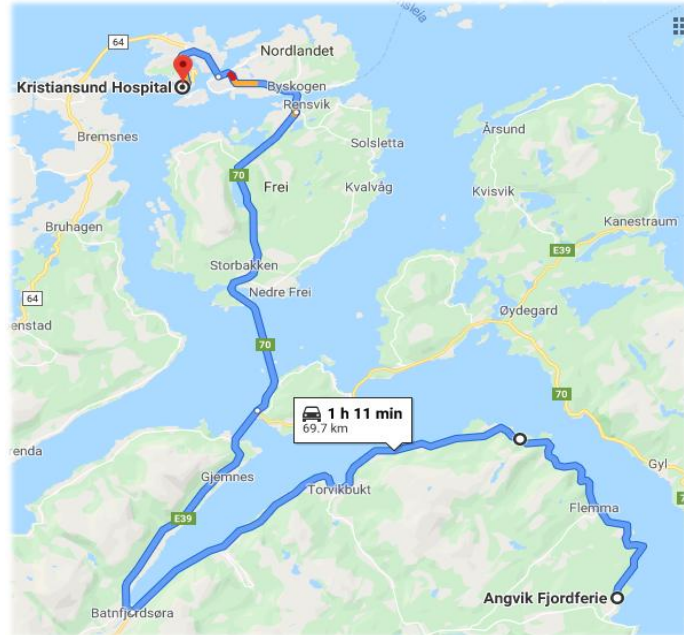 64
Nordlandet
Kristiansund Hospital
Byskogen
Rensvik
Bremsnes
Solsletta
Årsund
70
Frei
Kvalvåg
Kvisvik
Kanestraum
Bruhagen
E39
Storbakken
64
Nedre Frei
enstad
Øydegard
70
70
1 h 11 min
69.7 km
renda
Gjemnes
Torvikbukt
Gyl
Flemma
E39
Angvik Fjordferie
Batnfjordsøra